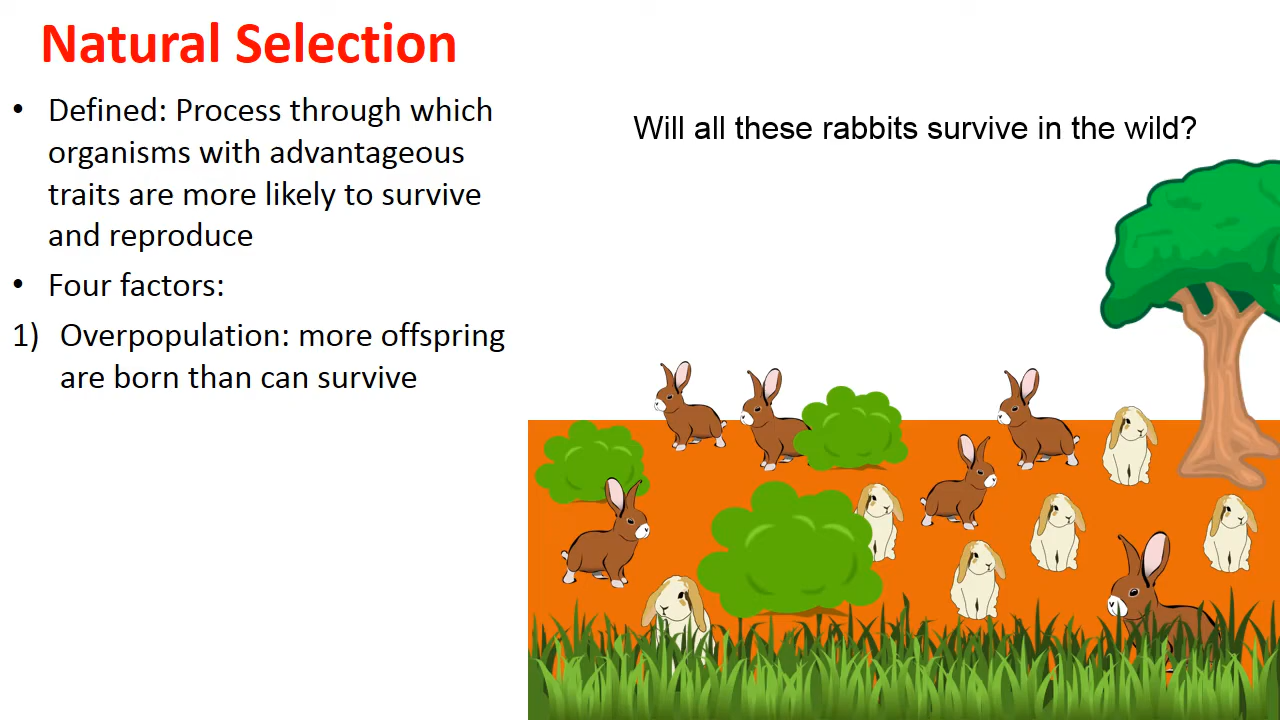 Natural Selection
• Defined: Process through which
organisms with advantageous
traits are more likely to survive
and reproduce
• Four factors:
1) Overpopulation: more offspring
are born than can survive
Will all these rabbits survive in the wild?